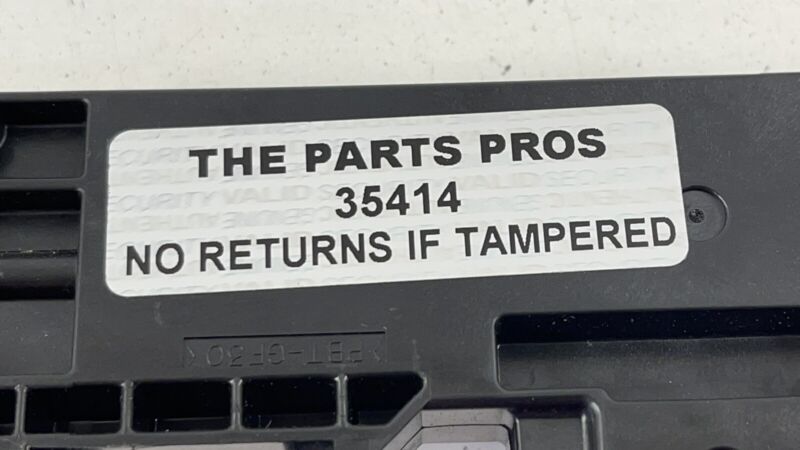 THE PARTS PROS
35414
NO RETURNS IF TAMPERED
>PBT-GF30<